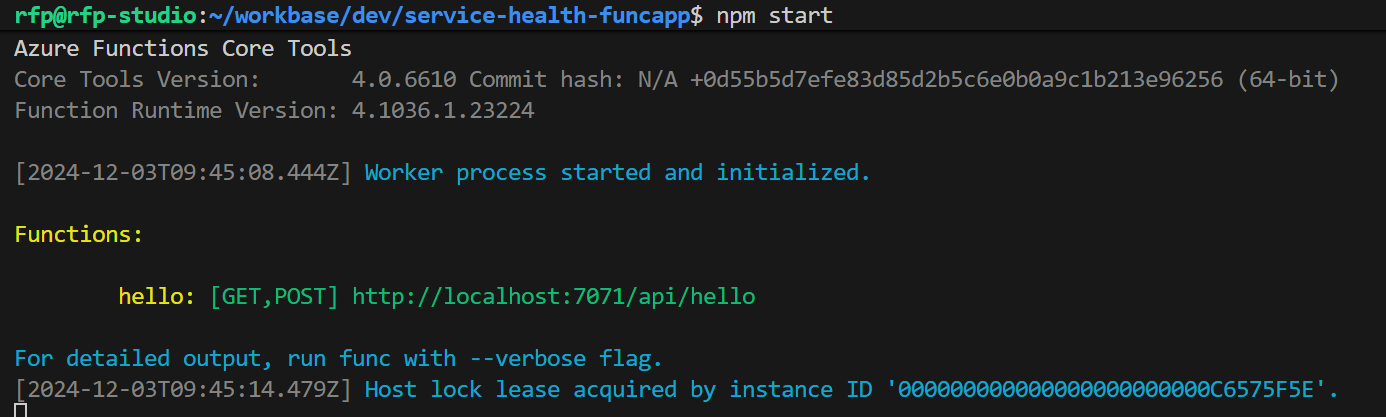 rfp@rfp-studio:~/workbase/dev/service-health-funcapp$ npm start
Azure Functions Core Tools
Core Tools Version:       4.0.6610 Commit hash: N/A +0d55b5d7efe83d85d2b5c6e0b0a9c1b213e96256 (64-bit)
Function Runtime Version: 4.1036.1.23224
[2024-12-03T09:45:08.444Z] Worker process started and initialized.
Functions:
hello: [GET,POST] http://localhost:7071/api/hello
For detailed output, run func with --verbose flag.
[2024-12-03T09:45:14.479Z] Host lock lease acquired by instance ID '000000000000000000000000C6575F5E'.